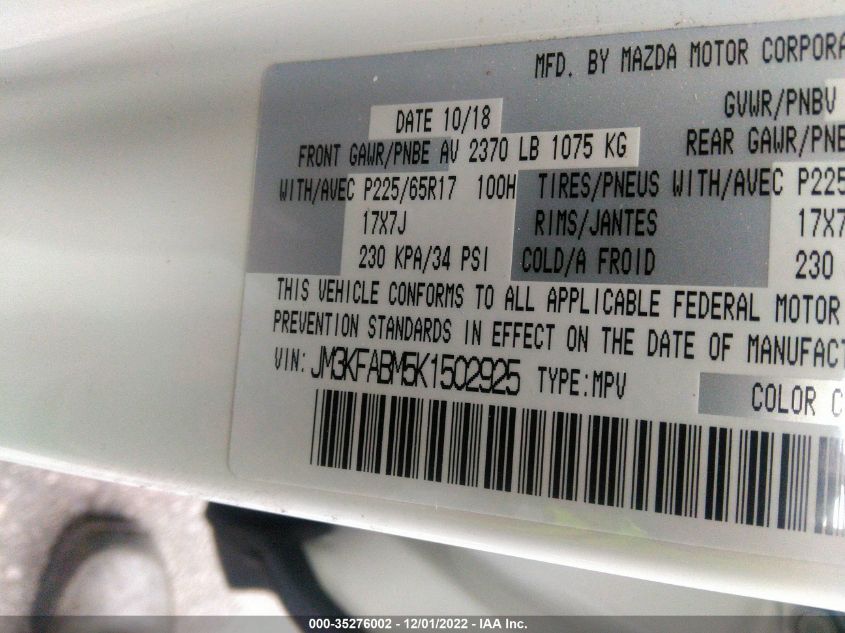 MFD. BY MAZDA MOTOR CORPORA
DATE 10/18
GVWR/PNBV
FRONT GAWR/PNBE AV 2370 LB 1075 KG
REAR GAWR/PNBE
WITH/AVEC P225/65R17 100H TIRES/PNEUS WITH/AVEC P225
17X7J RIMS/JANTES 17X7
230 KPA/34 PSI COLD/A FROID 230
THIS VEHICLE CONFORMS TO ALL APPLICABLE FEDERAL MOTOR
PREVENTION STANDARDS IN EFFECT ON THE DATE OF MANUFACT
VIN: JM3KFABM5K1502925 TYPE:MPV
COLOR C
000-35276002 - 12/01/2022 - IAA Inc.